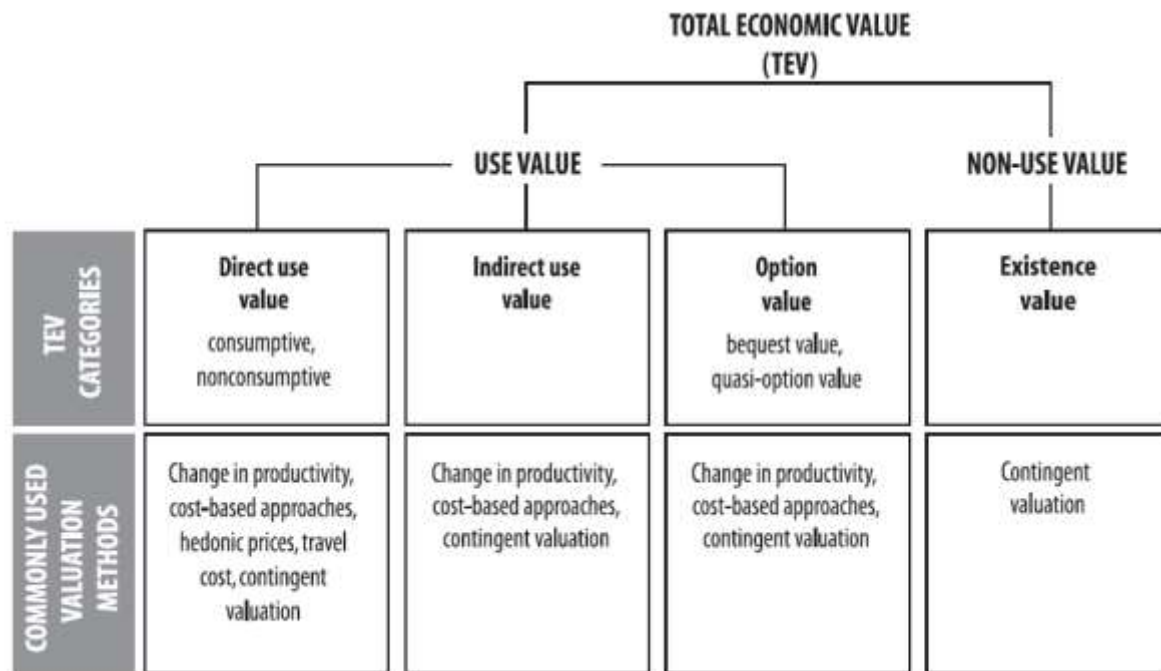 TOTAL ECONOMIC VALUE
(TEV)
USE VALUE
NON-USE VALUE
TEV
CATEGORIES
Direct use
value
consumptive,
nonconsumptive
Indirect use
value
Option
value
bequest value,
quasi-option value
Existence
value
COMMONLY USED
VALUATION
METHODS
Change in productivity,
cost-based approaches,
hedonic prices, travel
cost, contingent
valuation
Change in productivity,
cost-based approaches,
contingent valuation
Change in productivity,
cost-based approaches,
contingent valuation
Contingent
valuation